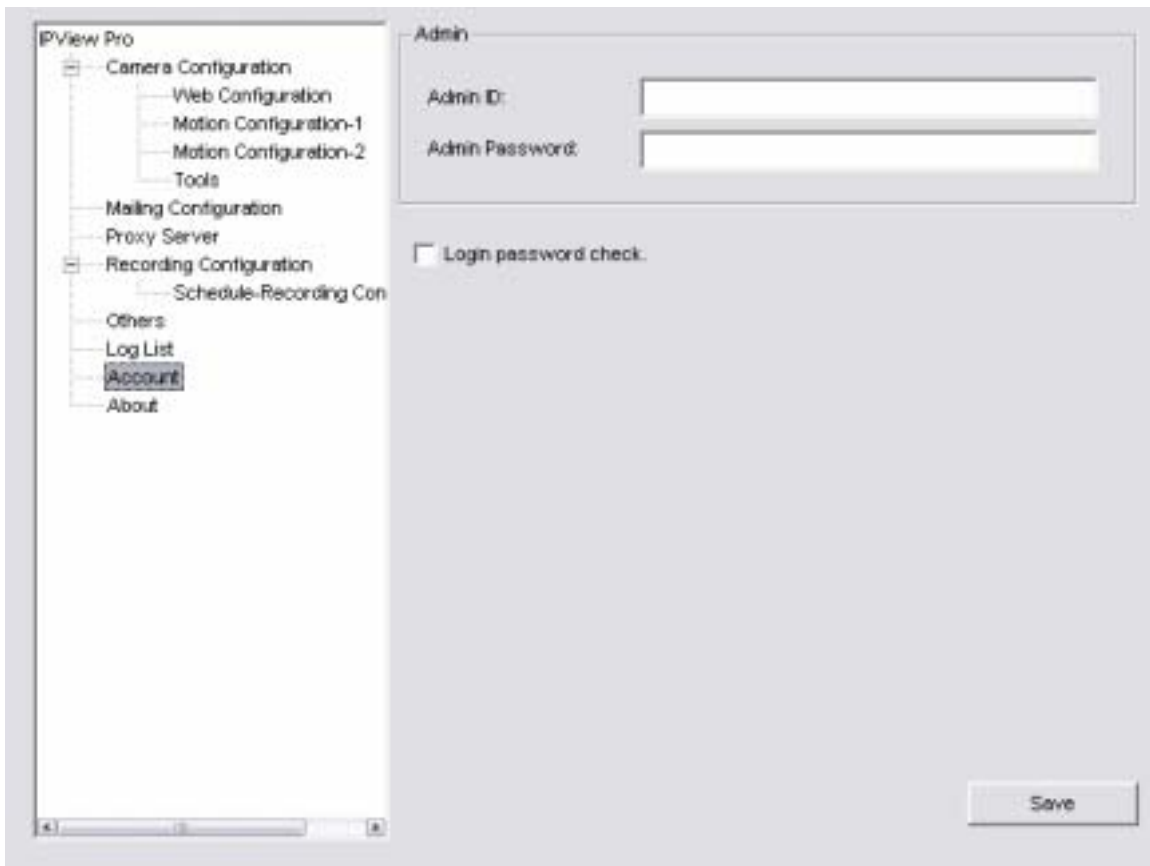 IPView Pro
Camera Configuration
Web Configuration
Motion Configuration-1
Motion Configuration-2
Tools
Mailing Configuration
Proxy Server
Recording Configuration
Schedule-Recording Con
Others
Log List
Account
About
Admin
Admin ID:
Admin Password:
Login password check.
Save